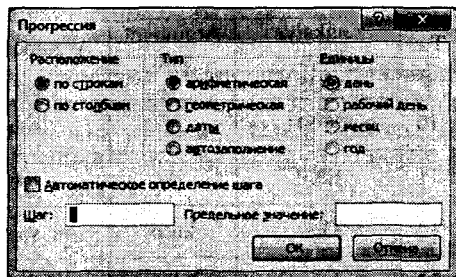 Прогрессия
Расположение
по строкам
по столбцам
Тип
арифметическая
геометрическая
даты
автозаполнение
Единицы
день
рабочий день
месяц
год
Автоматическое определение шага
Шаг:
Предельное значение:
ОК
Отмена